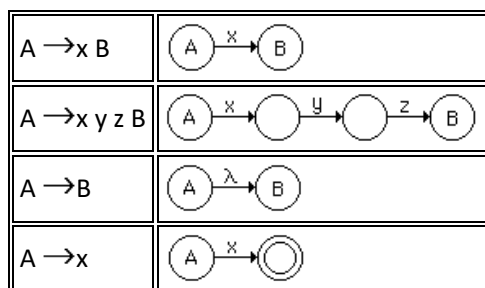 A →x B A x B
A →x y z B A x y z B
A →B A λ B
A →x A x